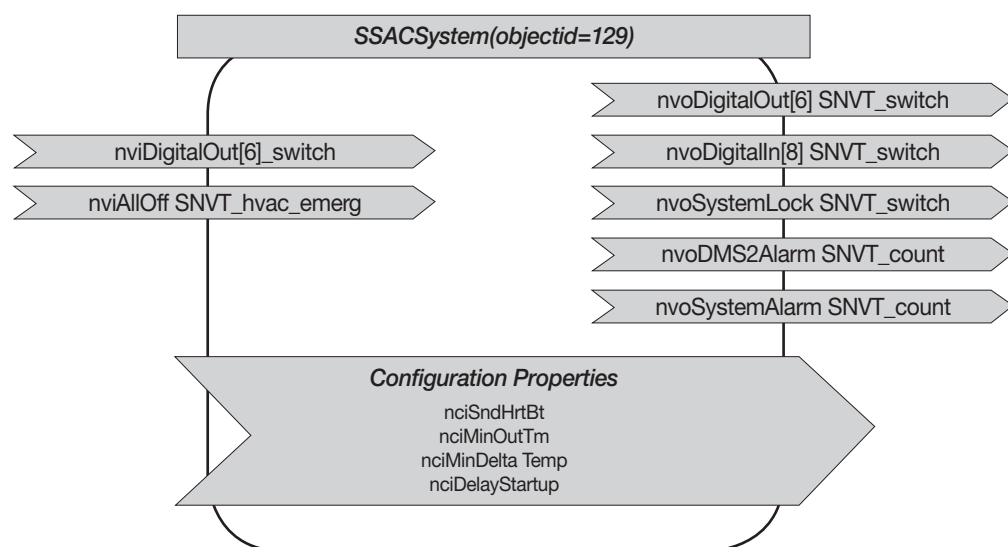 SSACSystem(objectid=129)
nviDigitalOut[6]_switch
nviAllOff SNVT_hvac_emerg
nvoDigitalOut[6] SNVT_switch
nvoDigitalIn[8] SNVT_switch
nvoSystemLock SNVT_switch
nvoDMS2Alarm SNVT_count
nvoSystemAlarm SNVT_count
Configuration Properties
nciSndHrtBt
nciMinOutTm
nciMinDelta Temp
nciDelayStartup